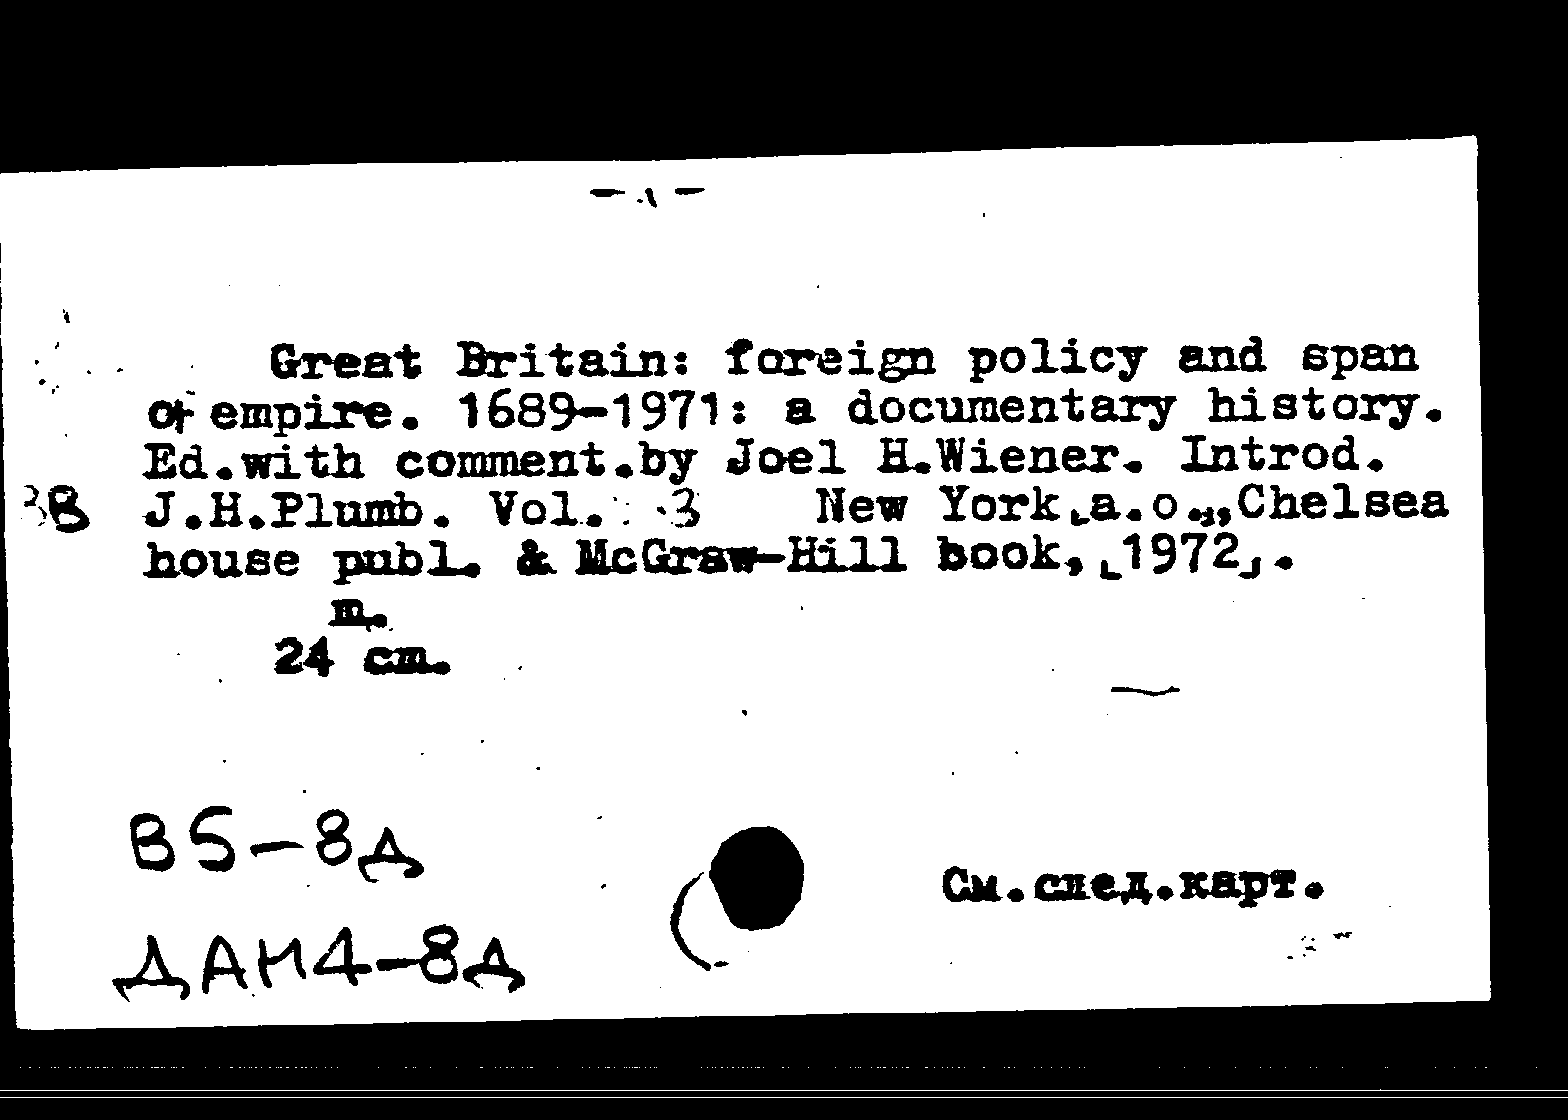 Great Britain: foreign policy and span
of empire. 1689-1971: a documentary history.
Ed.with comment.by Joel H.Wiener. Introd.
J.H.Plumb. Vol. 3 New York ⌞a.o.⌟,Chelsea
house publ. & McGraw-Hill book, ⌞1972⌟.
m.
24 cm.
В5-8д
ДАН4-8д
См.след.карт.